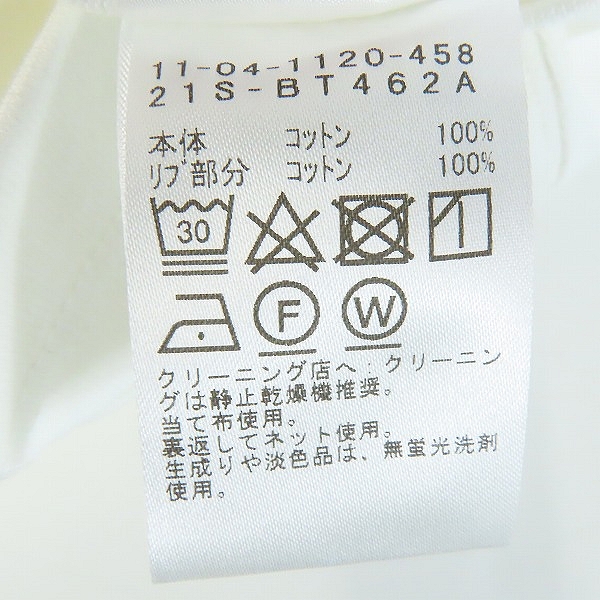 11-04-1120-458
21S-BT462A
本体 コットン 100%
リブ部分 コットン 100%
30
F W
クリーニング店へ:クリーニン
グは静止乾燥機推奨。
当て布使用。
裏返してネット使用。
生成りや淡色品は、無蛍光洗剤
使用。